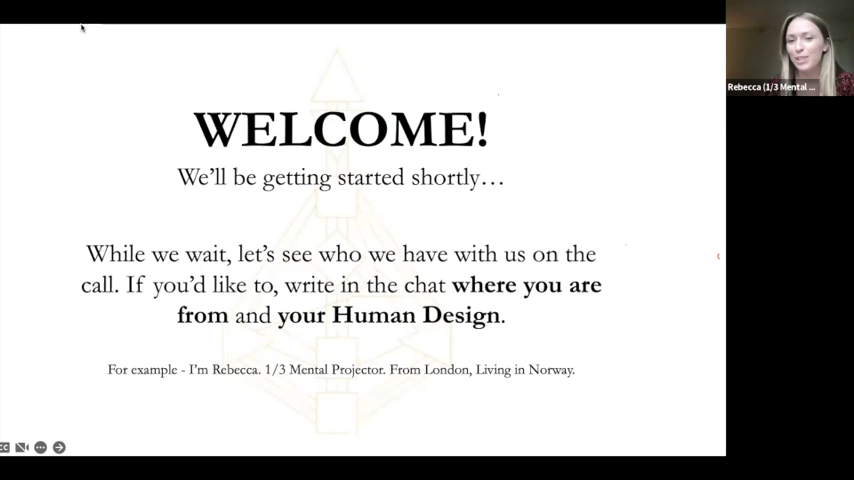 WELCOME!
We'll be getting started shortly…
While we wait, let's see who we have with us on the
call. If you'd like to, write in the chat where you are
from and your Human Design.
For example - I'm Rebecca. 1/3 Mental Projector. From London, Living in Norway.
Rebecca (1/3 Mental ...